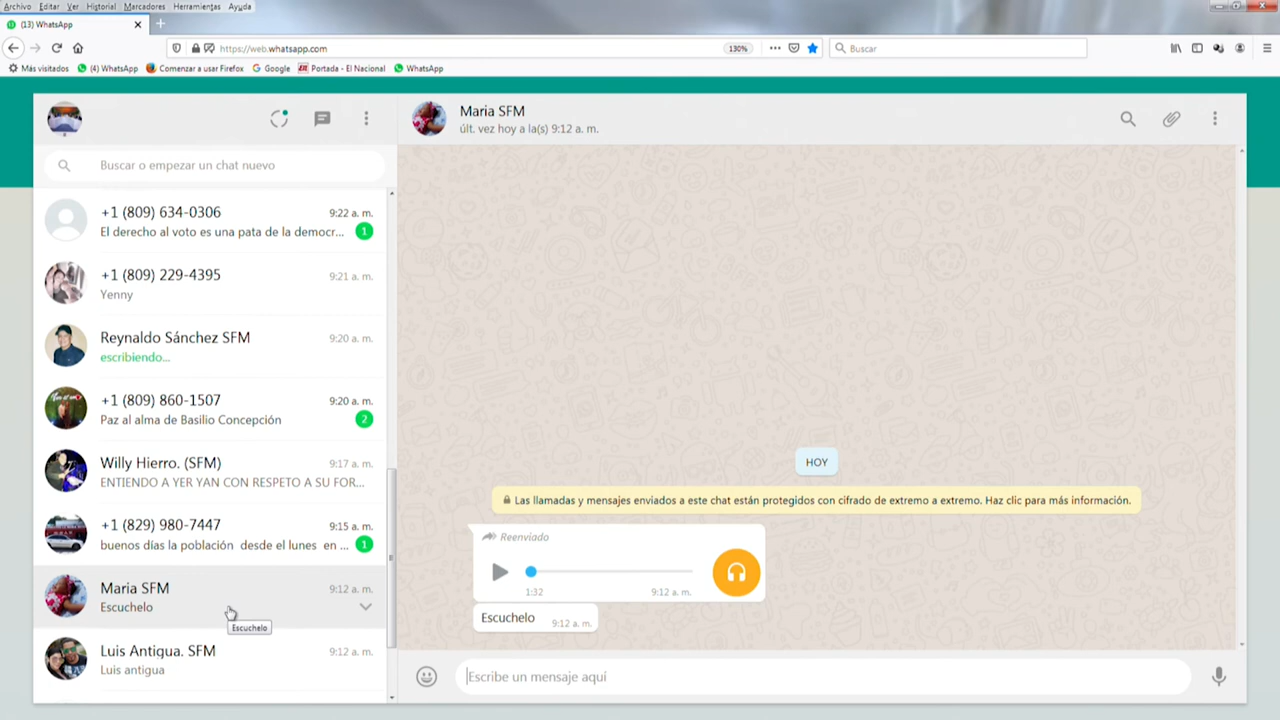 Archivo Editar Ver Historial Marcadores Herramientas Ayuda
(13) WhatsApp
https://web.whatsapp.com
130%
Buscar
Más visitados
(4) WhatsApp
Comenzar a usar Firefox
Google
Portada - El Nacional
WhatsApp
Buscar o empezar un chat nuevo
+1 (809) 634-0306
9:22 a. m.
El derecho al voto es una pata de la democr...
1
+1 (809) 229-4395
9:21 a. m.
Yenny
Reynaldo Sánchez SFM
9:20 a. m.
escribiendo...
+1 (809) 860-1507
9:20 a. m.
Paz al alma de Basilio Concepción
2
Willy Hierro. (SFM)
9:17 a. m.
ENTIENDO A YER YAN CON RESPETO A SU FOR...
+1 (829) 980-7447
9:15 a. m.
buenos días la población desde el lunes en ...
1
Maria SFM
9:12 a. m.
Escuchelo
Escuchelo
Luis Antigua. SFM
9:12 a. m.
Luis antigua
Maria SFM
últ. vez hoy a la(s) 9:12 a. m.
HOY
Las llamadas y mensajes enviados a este chat están protegidos con cifrado de extremo a extremo. Haz clic para más información.
Reenviado
1:32
9:12 a. m.
Escuchelo
9:12 a. m.
Escribe un mensaje aquí